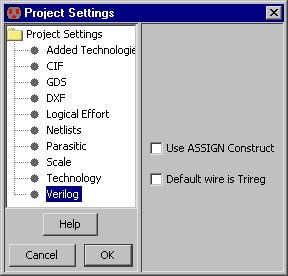 Project Settings
Project Settings
Added Technologie
CIF
GDS
DXF
Logical Effort
Netlists
Parasitic
Scale
Technology
Verilog
Use ASSIGN Construct
Default wire is Trireg
Help
Cancel
OK